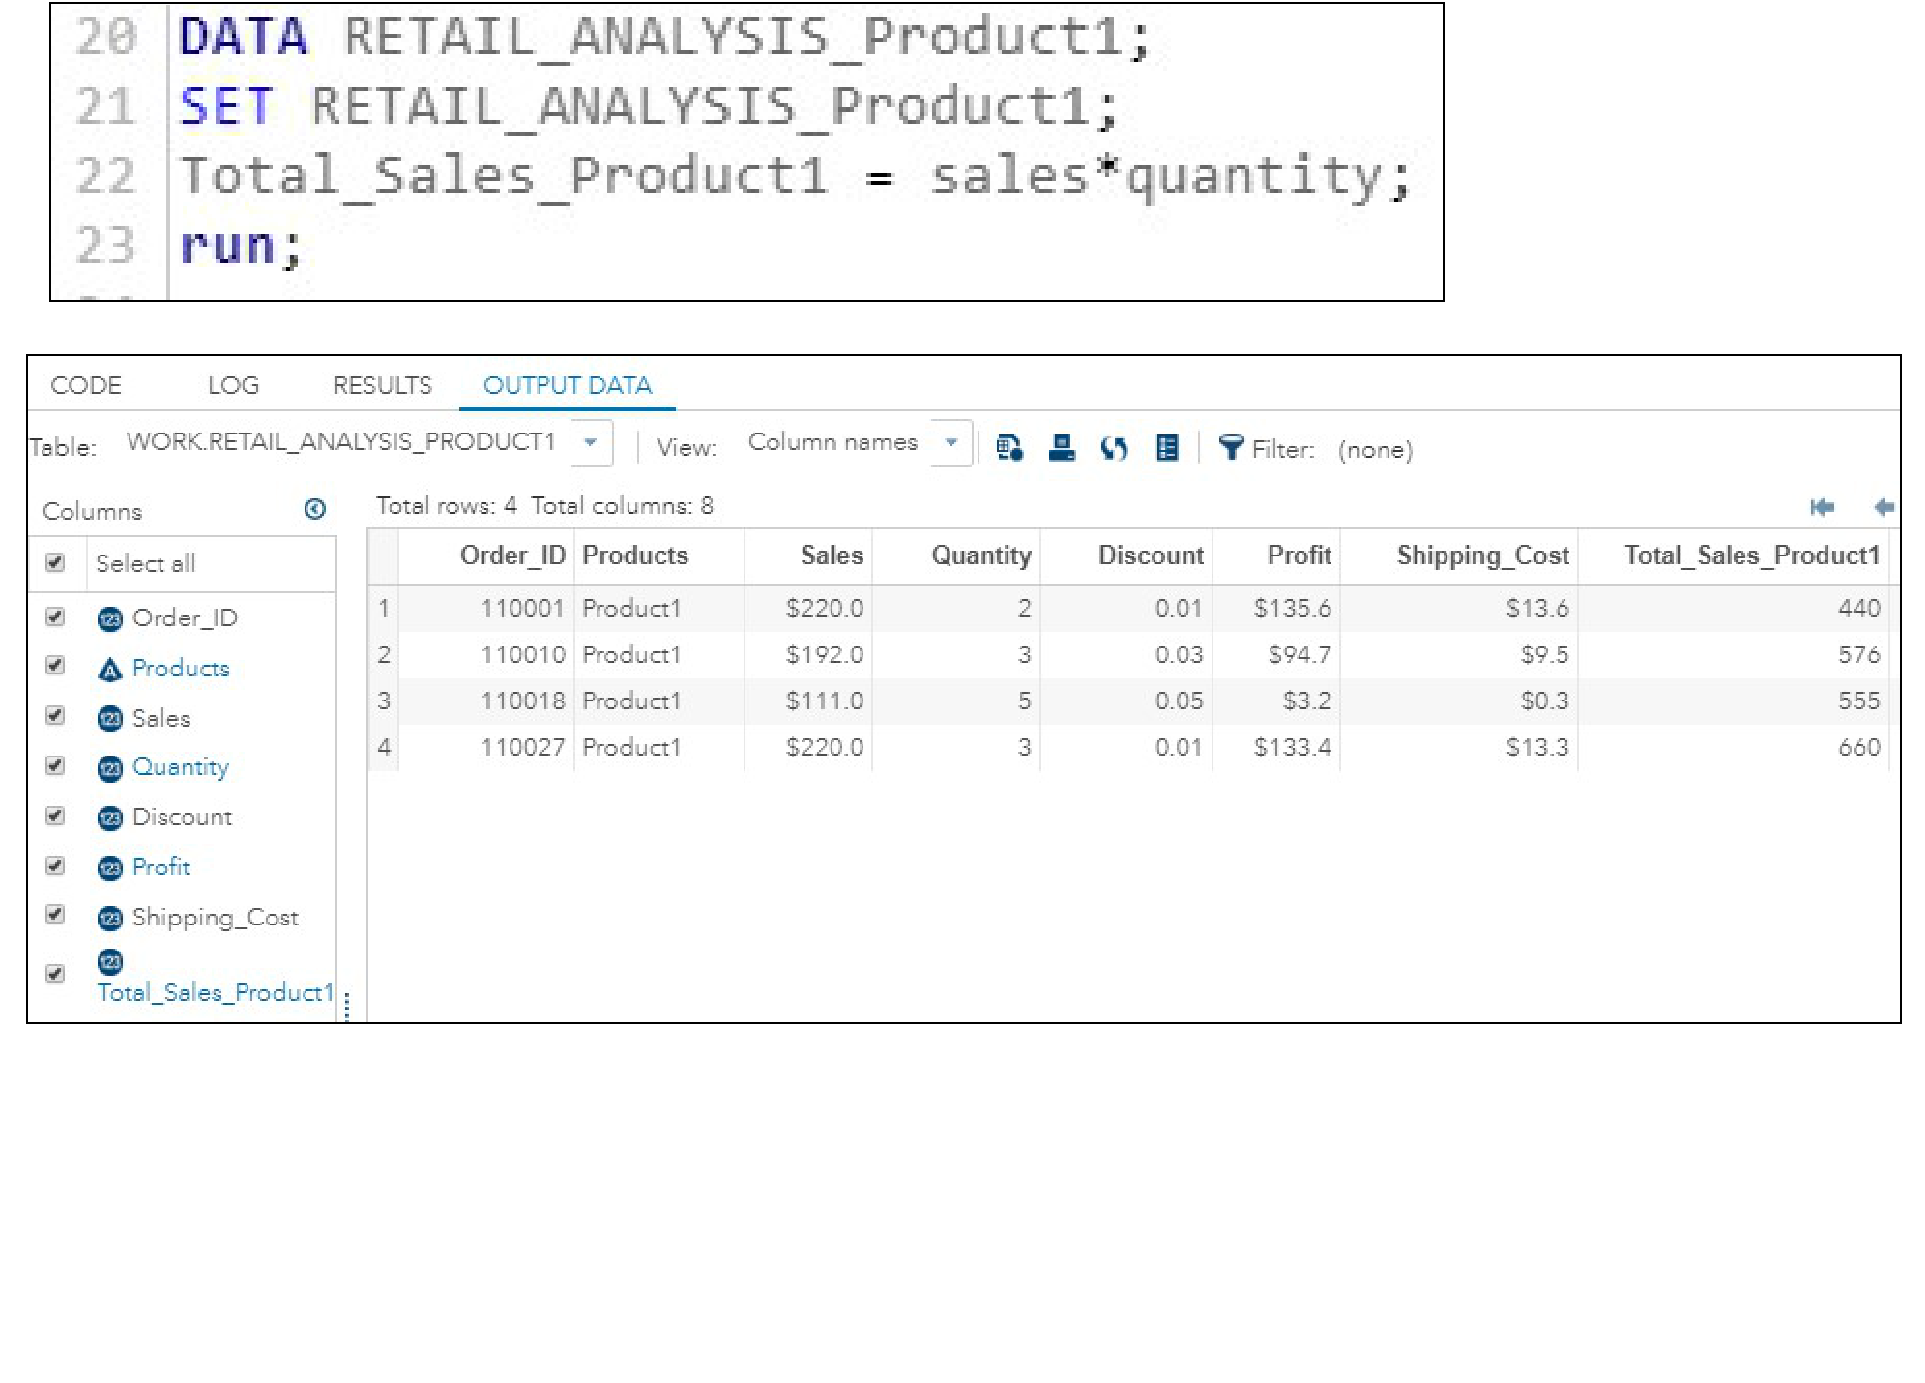 20 DATA RETAIL_ANALYSIS_Product1;
21 SET RETAIL_ANALYSIS_Product1;
22 Total_Sales_Product1 = sales*quantity;
23 run;
CODE LOG RESULTS OUTPUT DATA
Table: WORK.RETAIL_ANALYSIS_PRODUCT1 View: Column names Filter: (none)
Columns
Select all
Order_ID
Products
Sales
Quantity
Discount
Profit
Shipping_Cost
Total_Sales_Product1
Total rows: 4 Total columns: 8
Order_ID Products Sales Quantity Discount Profit Shipping_Cost Total_Sales_Product1
1 110001 Product1 $220.0 2 0.01 $135.6 $13.6 440
2 110010 Product1 $192.0 3 0.03 $94.7 $9.5 576
3 110018 Product1 $111.0 5 0.05 $3.2 $0.3 555
4 110027 Product1 $220.0 3 0.01 $133.4 $13.3 660